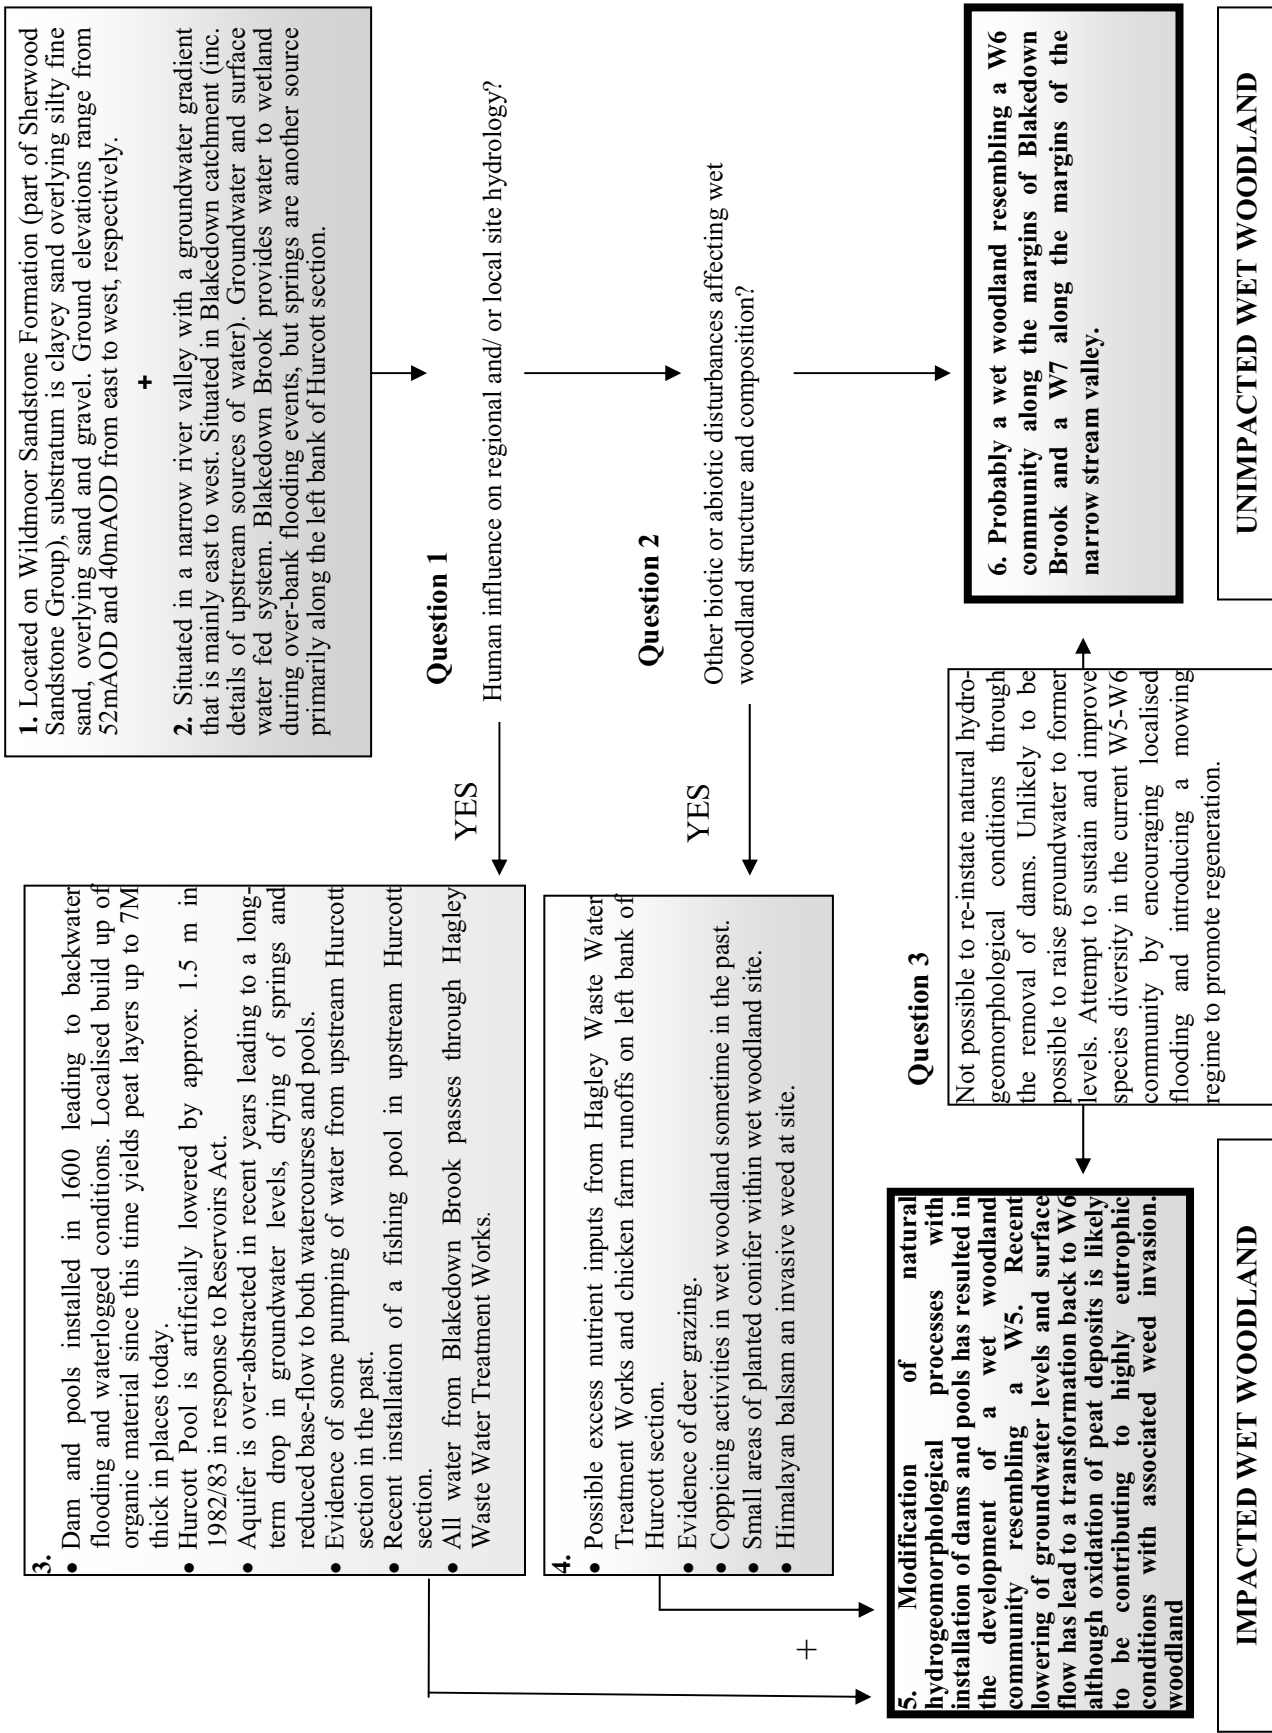 1. Located on Wildmoor Sandstone Formation (part of Sherwood
Sandstone Group), substratum is clayey sand overlying silty fine
sand, overlying sand and gravel. Ground elevations range from
52mAOD and 40mAOD from east to west, respectively.
+
2. Situated in a narrow river valley with a groundwater gradient
that is mainly east to west. Situated in Blakedown catchment (inc.
details of upstream sources of water). Groundwater and surface
water fed system. Blakedown Brook provides water to wetland
during over-bank flooding events, but springs are another source
primarily along the left bank of Hurcott section.
Question 1
Human influence on regional and/ or local site hydrology?
YES
3.
• Dam and pools installed in 1600 leading to backwater
flooding and waterlogged conditions. Localised build up of
organic material since this time yields peat layers up to 7M
thick in places today.
• Hurcott Pool is artificially lowered by approx. 1.5 m in
1982/83 in response to Reservoirs Act.
• Aquifer is over-abstracted in recent years leading to a long-
term drop in groundwater levels, drying of springs and
reduced base-flow to both watercourses and pools.
• Evidence of some pumping of water from upstream Hurcott
section in the past.
• Recent installation of a fishing pool in upstream Hurcott
section.
• All water from Blakedown Brook passes through Hagley
Waste Water Treatment Works.
Question 2
Other biotic or abiotic disturbances affecting wet
woodland structure and composition?
YES
4.
• Possible excess nutrient inputs from Hagley Waste Water
Treatment Works and chicken farm runoffs on left bank of
Hurcott section.
• Evidence of deer grazing.
• Coppicing activities in wet woodland sometime in the past.
• Small areas of planted conifer within wet woodland site.
• Himalayan balsam an invasive weed at site.
+
5. Modification of natural
hydrogeomorphological processes with
installation of dams and pools has resulted in
the development of a wet woodland
community resembling a W5. Recent
lowering of groundwater levels and surface
flow has lead to a transformation back to W6
although oxidation of peat deposits is likely
to be contributing to highly eutrophic
conditions with associated weed invasion.
woodland
Question 3
Not possible to re-instate natural hydro-
geomorphological conditions through
the removal of dams. Unlikely to be
possible to raise groundwater to former
levels. Attempt to sustain and improve
species diversity in the current W5-W6
community by encouraging localised
flooding and introducing a mowing
regime to promote regeneration.
6. Probably a wet woodland resembling a W6
community along the margins of Blakedown
Brook and a W7 along the margins of the
narrow stream valley.
IMPACTED WET WOODLAND
UNIMPACTED WET WOODLAND